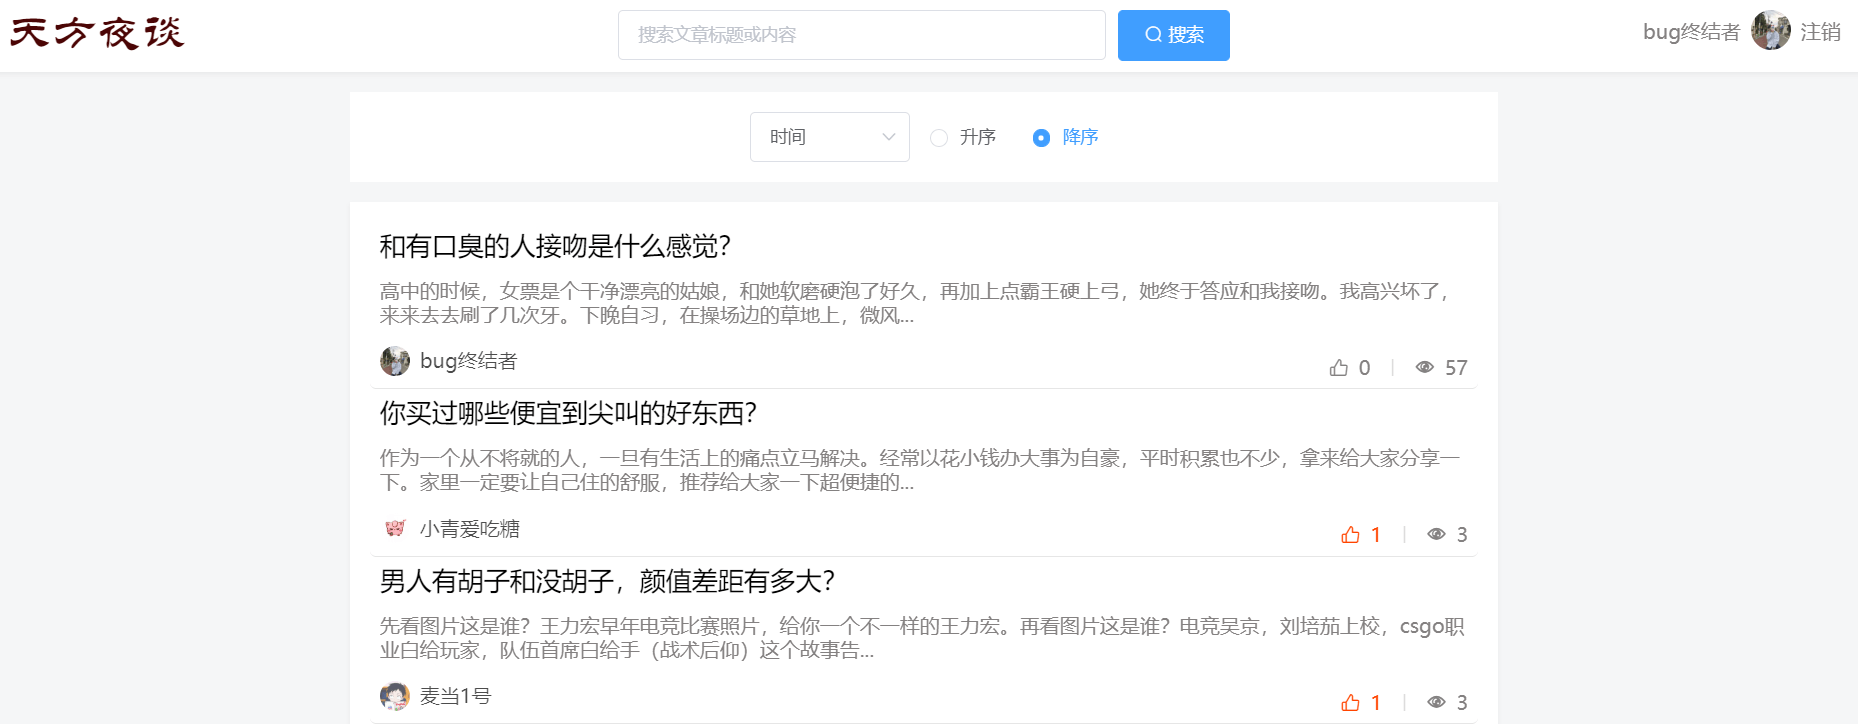 天方夜谈
搜索文章标题或内容
搜索
bug终结者
注销
时间
升序
降序
和有口臭的人接吻是什么感觉？
高中的时候，女票是个干净漂亮的姑娘，和她软磨硬泡了好久，再加上点霸王硬上弓，她终于答应和我接吻。我高兴坏了，
来来去去刷了几次牙。下晚自习，在操场边的草地上，微风...
bug终结者
0
57
你买过哪些便宜到尖叫的好东西？
作为一个从不将就的人，一旦有生活上的痛点立马解决。经常以花小钱办大事为自豪，平时积累也不少，拿来给大家分享一
下。家里一定要让自己住的舒服，推荐给大家一下超便捷的...
小青爱吃糖
1
3
男人有胡子和没胡子，颜值差距有多大？
先看图片这是谁？王力宏早年电竞比赛照片，给你一个不一样的王力宏。再看图片这是谁？电竞吴京，刘培茄上校，csgo职
业白给玩家，队伍首席白给手（战术后仰）这个故事告...
麦当1号
1
3